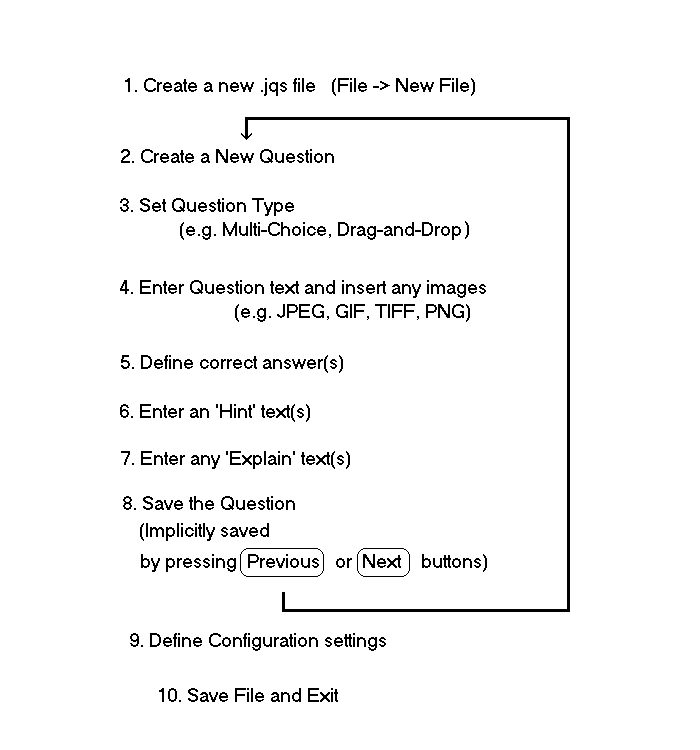 1. Create a new .jqs file (File -> New File)
2. Create a New Question
3. Set Question Type
(e.g. Multi-Choice, Drag-and-Drop)
4. Enter Question text and insert any images
(e.g. JPEG, GIF, TIFF, PNG)
5. Define correct answer(s)
6. Enter an 'Hint' text(s)
7. Enter any 'Explain' text(s)
8. Save the Question
(Implicitly saved
by pressing Previous or Next buttons)
9. Define Configuration settings
10. Save File and Exit